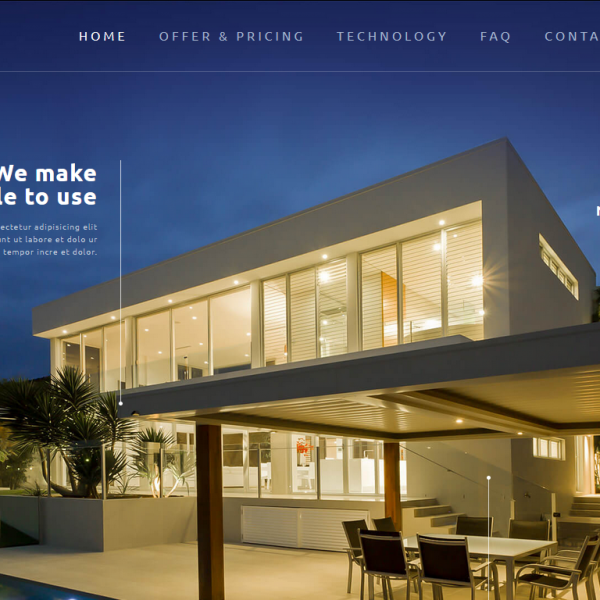 HOME OFFER & PRICING TECHNOLOGY FAQ CONTA
We make
le to use
ectetur adipisicing elit
nt ut labore et dolo ur
tempor incre et dolor.